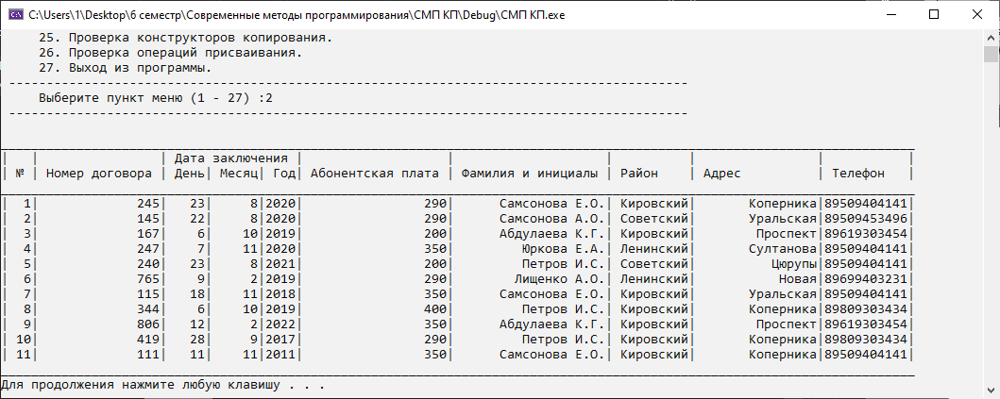 C:\Users\1\Desktop\6 семестр\Современные методы программирования\СМП КП\Debug\СМП КП.exe
25. Проверка конструкторов копирования.
26. Проверка операций присваивания.
27. Выход из программы.
------------------------------------------------------------------------------------------
Выберите пункт меню (1 - 27) :2
------------------------------------------------------------------------------------------
| | | Дата заключения | | | | | |
| № | Номер договора | День| Месяц| Год| Абонентская плата | Фамилия и инициалы | Район | Адрес | Телефон |
| 1| 245| 23| 8|2020| 290| Самсонова Е.О.| Кировский| Коперника|89509404141|
| 2| 145| 22| 8|2020| 290| Самсонова А.О.| Советский| Уральская|89509453496|
| 3| 167| 6| 10|2019| 200| Абдулаева К.Г.| Кировский| Проспект|89619303454|
| 4| 247| 7| 11|2020| 350| Юркова Е.А.| Ленинский| Султанова|89509404141|
| 5| 240| 23| 8|2021| 200| Петров И.С.| Советский| Цюрупы|89509404141|
| 6| 765| 9| 2|2019| 290| Лищенко А.О.| Ленинский| Новая|89699403231|
| 7| 115| 18| 11|2018| 350| Самсонова Е.О.| Кировский| Уральская|89509404141|
| 8| 344| 6| 10|2019| 400| Петров И.С.| Кировский| Коперника|89809303434|
| 9| 806| 12| 2|2022| 350| Абдулаева К.Г.| Кировский| Проспект|89619303454|
| 10| 419| 28| 9|2017| 290| Петров И.С.| Кировский| Коперника|89809303434|
| 11| 111| 11| 11|2011| 350| Самсонова Е.О.| Кировский| Коперника|89509404141|
Для продолжения нажмите любую клавишу . . .